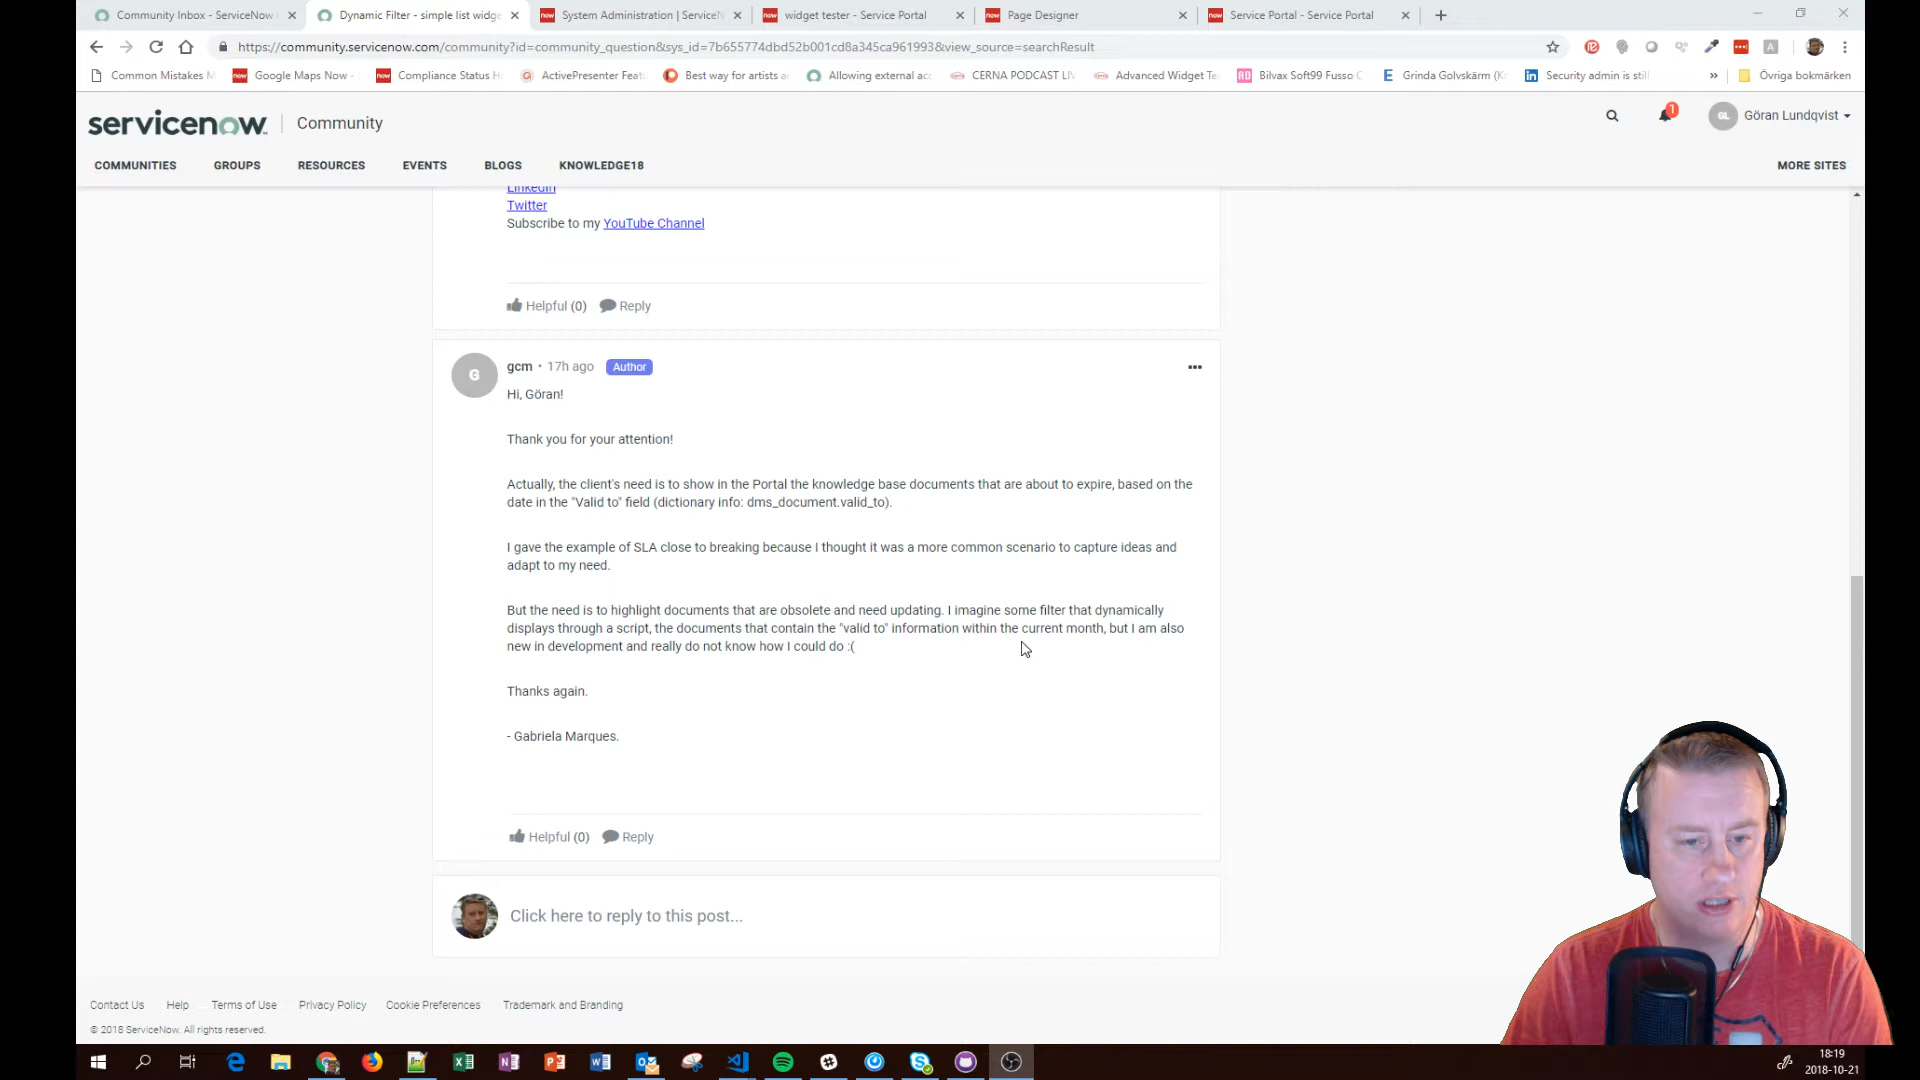 Community Inbox - ServiceNow
Dynamic Filter - simple list widge
System Administration | ServiceN
widget tester - Service Portal
Page Designer
Service Portal - Service Portal
https://community.servicenow.com/community?id=community_question&sys_id=7b655774dbd52b001cd8a345ca961993&view_source=searchResult
Common Mistakes M
Google Maps Now -
Compliance Status H
ActivePresenter Feat
Best way for artists a
Allowing external acc
CERNA PODCAST LIV
Advanced Widget Te
Bilvax Soft99 Fusso C
Grinda Golvskärm (K
Security admin is still
Övriga bokmärken
servicenow
Community
1
GL
Göran Lundqvist
COMMUNITIES
GROUPS
RESOURCES
EVENTS
BLOGS
KNOWLEDGE18
MORE SITES
LinkedIn
Twitter
Subscribe to my YouTube Channel
Helpful (0)
Reply
G
gcm • 17h ago
Author
Hi, Göran!
Thank you for your attention!
Actually, the client's need is to show in the Portal the knowledge base documents that are about to expire, based on the
date in the "Valid to" field (dictionary info: dms_document.valid_to).
I gave the example of SLA close to breaking because I thought it was a more common scenario to capture ideas and
adapt to my need.
But the need is to highlight documents that are obsolete and need updating. I imagine some filter that dynamically
displays through a script, the documents that contain the "valid to" information within the current month, but I am also
new in development and really do not know how I could do :(
Thanks again.
- Gabriela Marques.
Helpful (0)
Reply
Click here to reply to this post...
Contact Us
Help
Terms of Use
Privacy Policy
Cookie Preferences
Trademark and Branding
© 2018 ServiceNow. All rights reserved.
18:19
2018-10-21